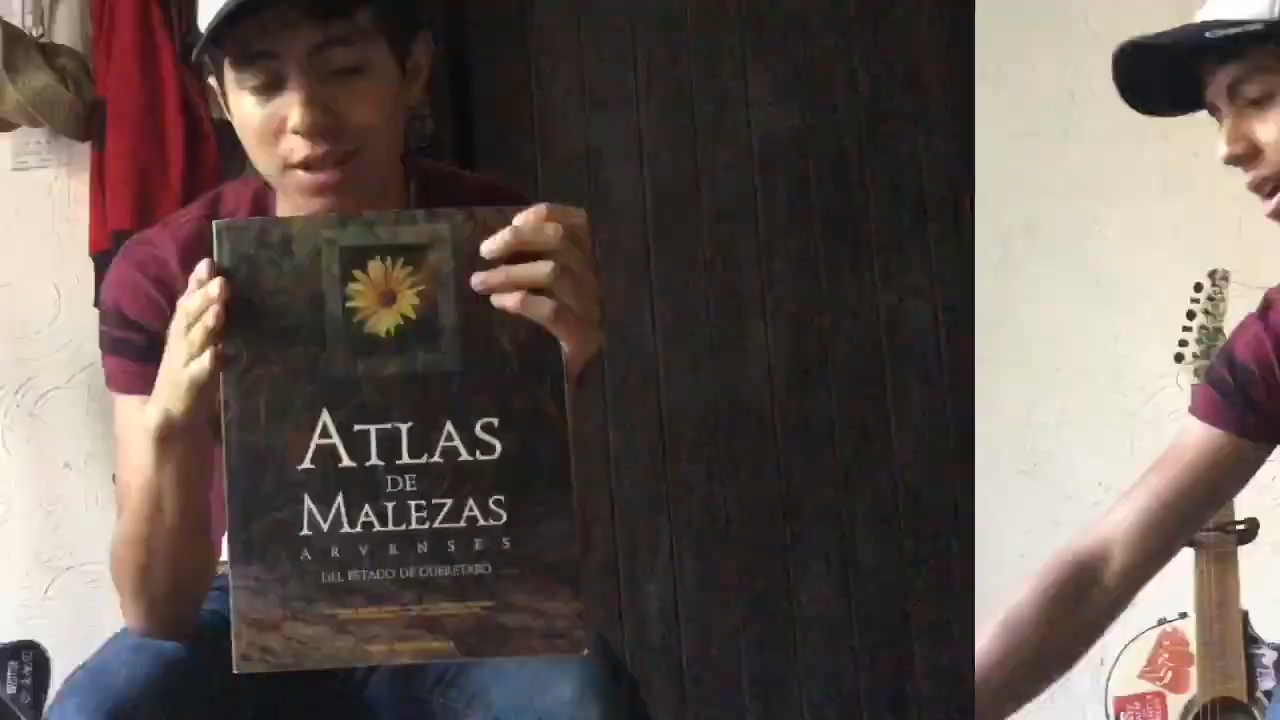 ATLAS
DE
MALEZAS
ARVENSES
DEL ESTADO DE QUERÉTARO